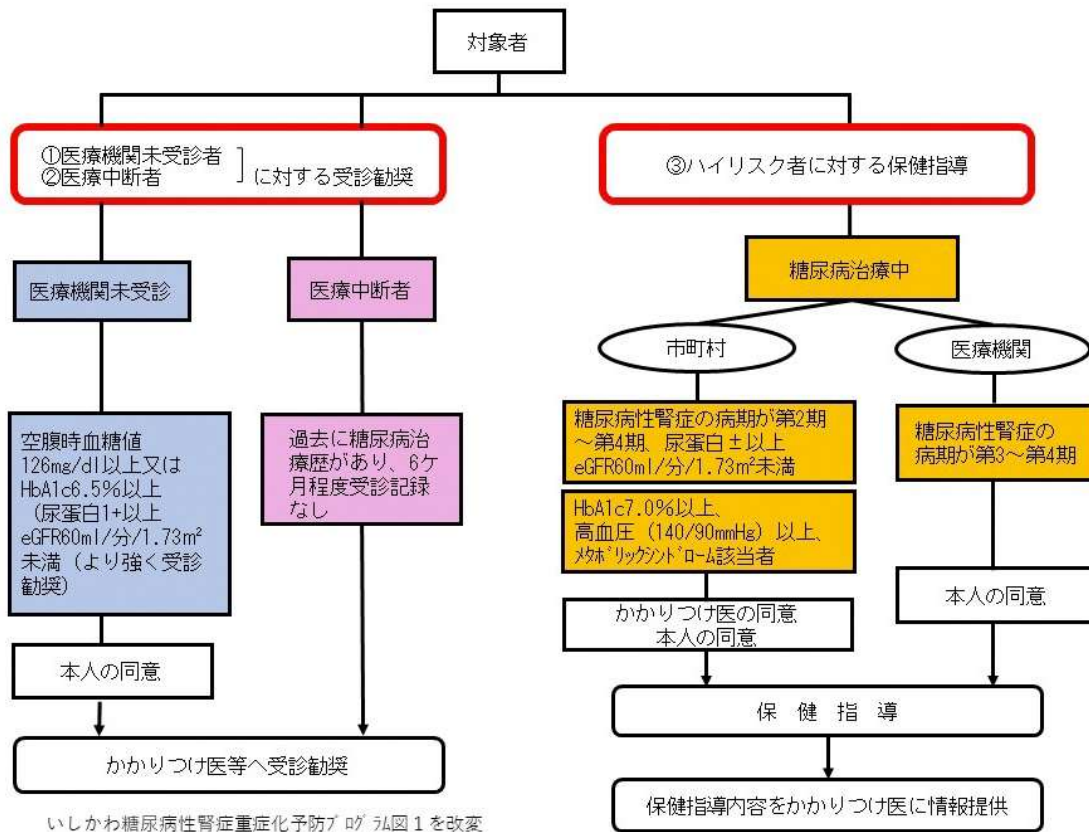 対象者
①医療機関未受診者
②医療中断者
に対する受診勧奨
③ハイリスク者に対する保健指導
医療機関未受診
医療中断者
糖尿病治療中
市町村
医療機関
空腹時血糖値
126mg/dl以上又は
HbA1c6.5%以上
（尿蛋白1+以上
eGFR60ml/分/1.73m²
未満（より強く受診
勧奨）
過去に糖尿病治
療歴があり、6ケ
月程度受診記録
なし
糖尿病性腎症の病期が第2期
～第4期、尿蛋白±以上
eGFR60ml/分/1.73m²未満
HbA1c7.0%以上、
高血圧（140/90mmHg）以上、
ﾒﾀﾎﾞﾘｯｸｼﾝﾄﾞﾛｰﾑ該当者
糖尿病性腎症の
病期が第3～第4期
本人の同意
かかりつけ医の同意
本人の同意
本人の同意
かかりつけ医等へ受診勧奨
保　健　指　導
保健指導内容をかかりつけ医に情報提供
いしかわ糖尿病性腎症重症化予防ﾌﾟﾛｸﾞﾗﾑ図１を改変